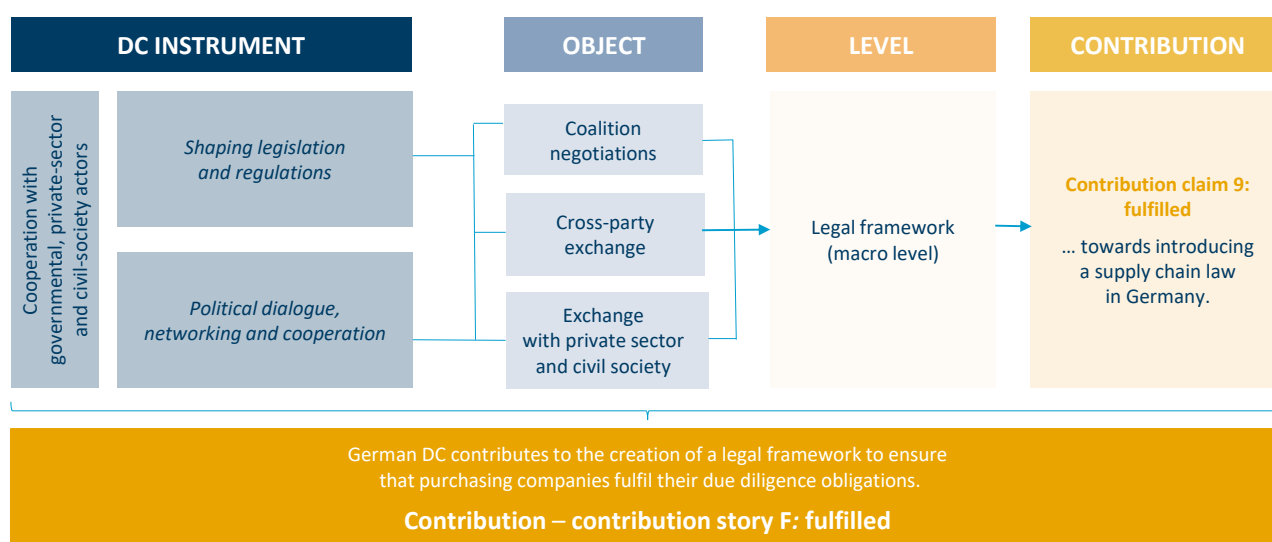 DC INSTRUMENT
OBJECT
LEVEL
CONTRIBUTION
Cooperation with
governmental, private-sector
and civil-society actors
Shaping legislation
and regulations
Political dialogue,
networking and cooperation
Coalition
negotiations
Cross-party
exchange
Exchange
with private sector
and civil society
Legal framework
(macro level)
Contribution claim 9:
fulfilled
... towards introducing
a supply chain law
in Germany.
German DC contributes to the creation of a legal framework to ensure
that purchasing companies fulfil their due diligence obligations.
Contribution – contribution story F: fulfilled